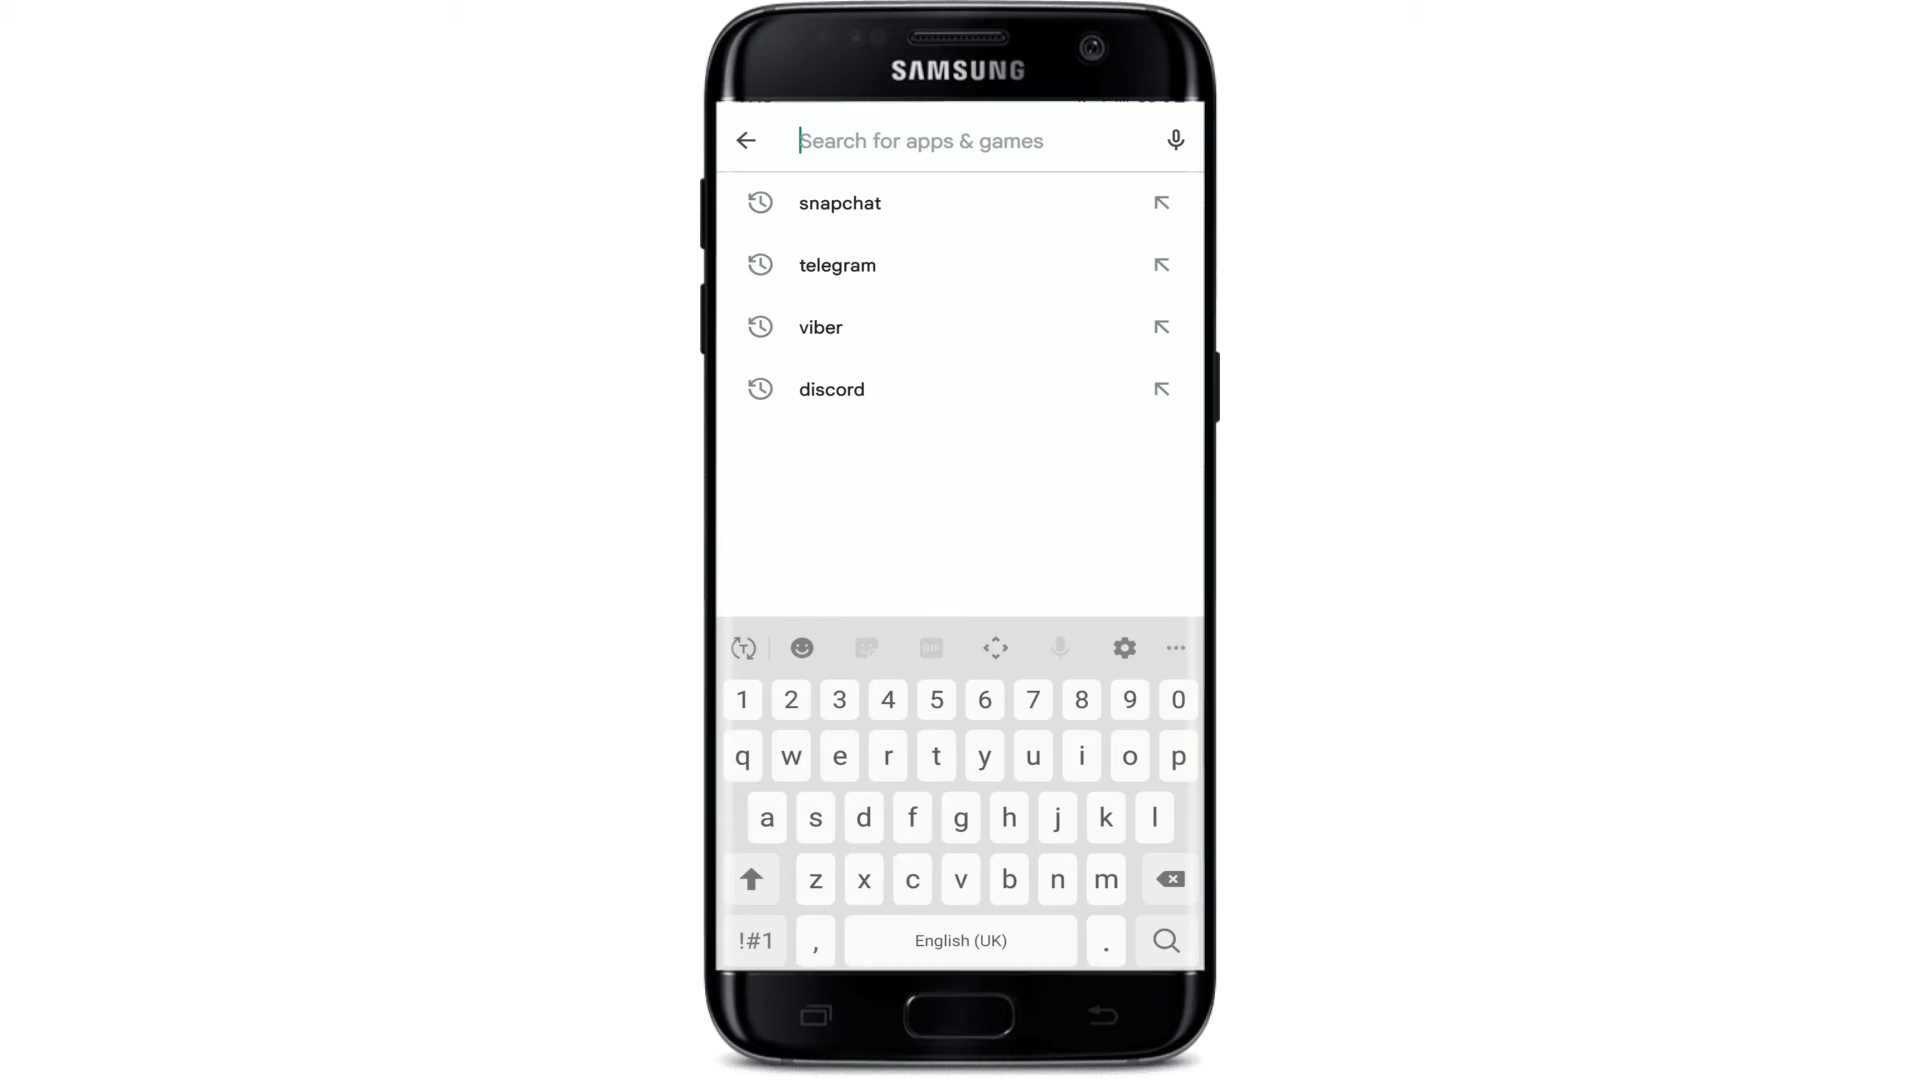 SAMSUNG
Search for apps & games
snapchat
telegram
viber
discord
GIF
1 2 3 4 5 6 7 8 9 0
q w e r t y u i o p
a s d f g h j k l
z x c v b n m
!#1 , English (UK) .